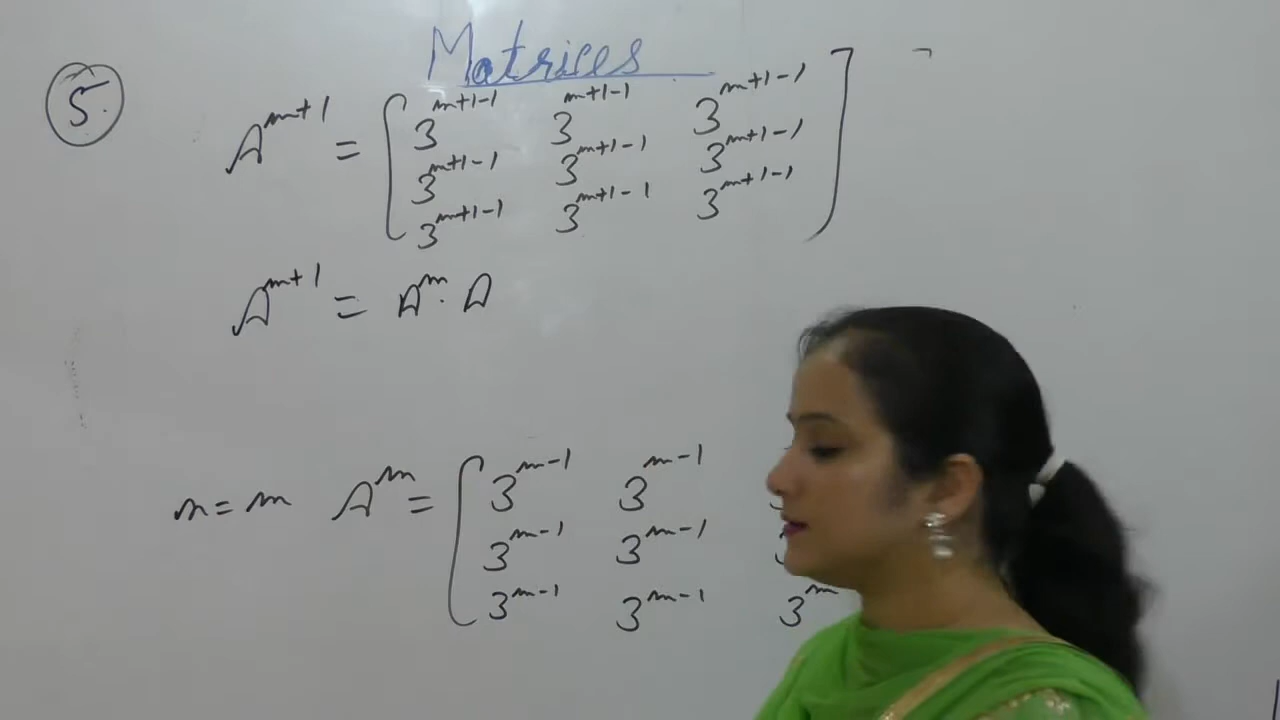 Matrices
5.
A^{m+1} = [ 3^{m+1-1} 3^{m+1-1} 3^{m+1-1}
3^{m+1-1} 3^{m+1-1} 3^{m+1-1}
3^{m+1-1} 3^{m+1-1} 3^{m+1-1} ]
A^{m+1} = A^m . A
n = m A^m = [ 3^{m-1} 3^{m-1}
3^{m-1} 3^{m-1}
3^{m-1} 3^{m-1} 3^m